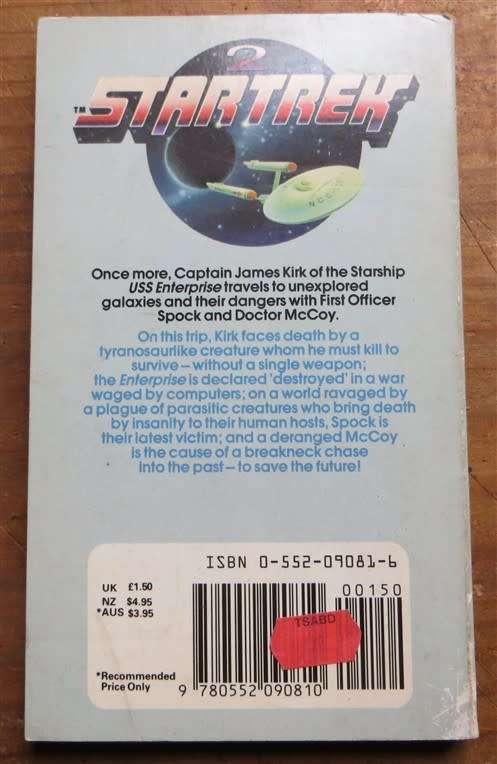 2
™ STAR TREK
NCC-17
Once more, Captain James Kirk of the Starship
USS Enterprise travels to unexplored
galaxies and their dangers with First Officer
Spock and Doctor McCoy.
On this trip, Kirk faces death by a
tyranosaurlike creature whom he must kill to
survive – without a single weapon;
the Enterprise is declared 'destroyed' in a war
waged by computers; on a world ravaged by
a plague of parasitic creatures who bring death
by insanity to their human hosts, Spock is
their latest victim; and a deranged McCoy
is the cause of a breakneck chase
into the past – to save the future!
ISBN 0-552-09081-6
UK £1.50
NZ $4.95
*AUS $3.95
00150
TSABD
*Recommended
Price Only
9 780552 090810